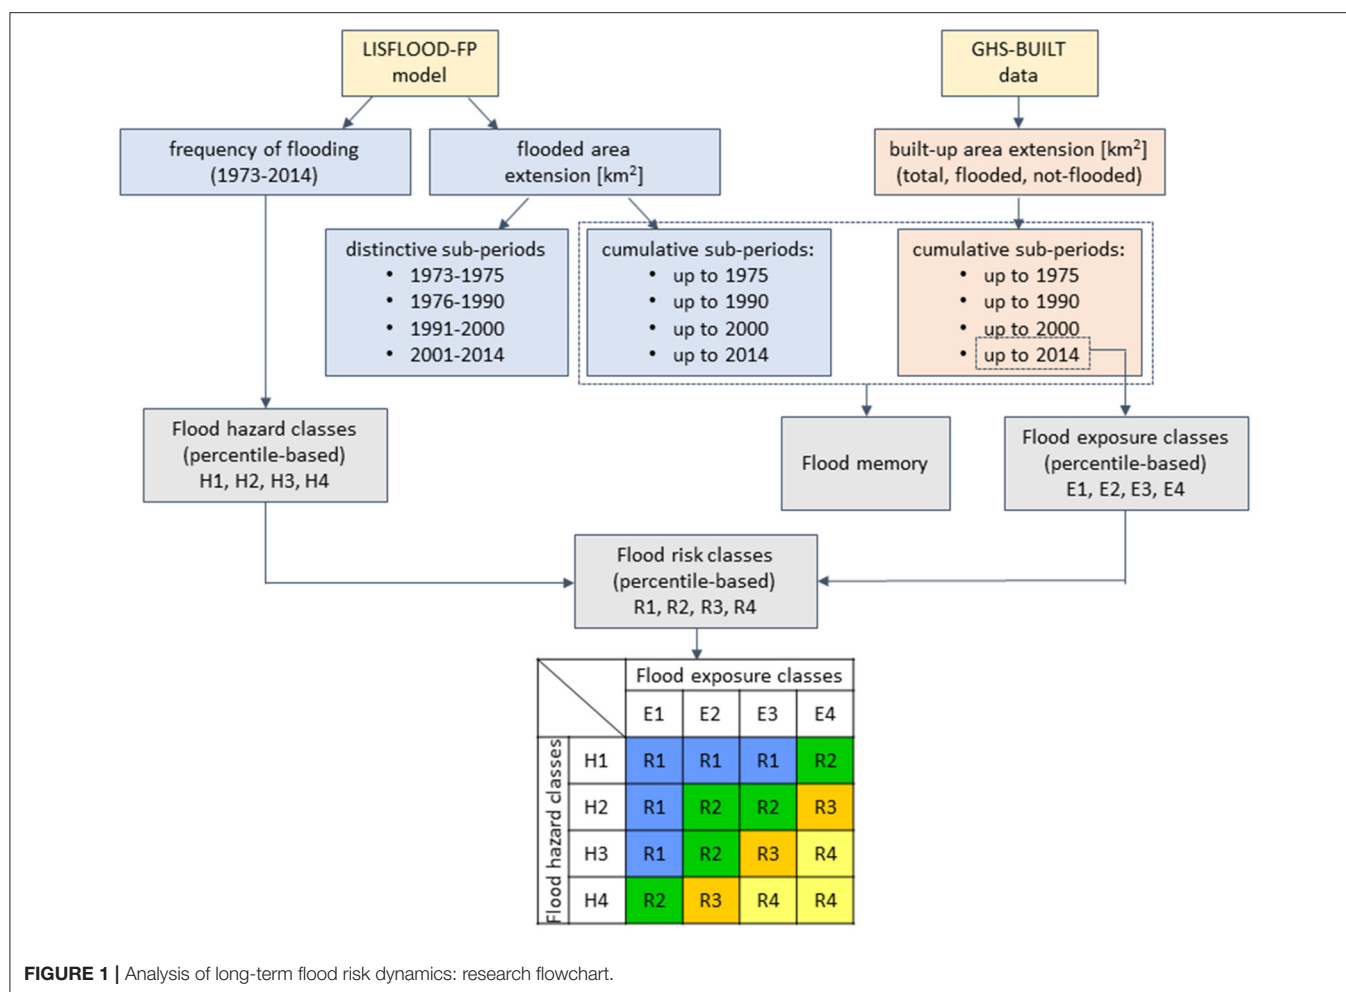 LISFLOOD-FP
model
GHS-BUILT
data
frequency of flooding
(1973-2014)
flooded area
extension [km²]
built-up area extension [km²]
(total, flooded, not-flooded)
distinctive sub-periods
• 1973-1975
• 1976-1990
• 1991-2000
• 2001-2014
cumulative sub-periods:
• up to 1975
• up to 1990
• up to 2000
• up to 2014
cumulative sub-periods:
• up to 1975
• up to 1990
• up to 2000
• up to 2014
Flood hazard classes
(percentile-based)
H1, H2, H3, H4
Flood memory
Flood exposure classes
(percentile-based)
E1, E2, E3, E4
Flood risk classes
(percentile-based)
R1, R2, R3, R4
Flood exposure classes
E1 E2 E3 E4
Flood hazard classes
H1 R1 R1 R1 R2
H2 R1 R2 R2 R3
H3 R1 R2 R3 R4
H4 R2 R3 R4 R4
FIGURE 1 | Analysis of long-term flood risk dynamics: research flowchart.